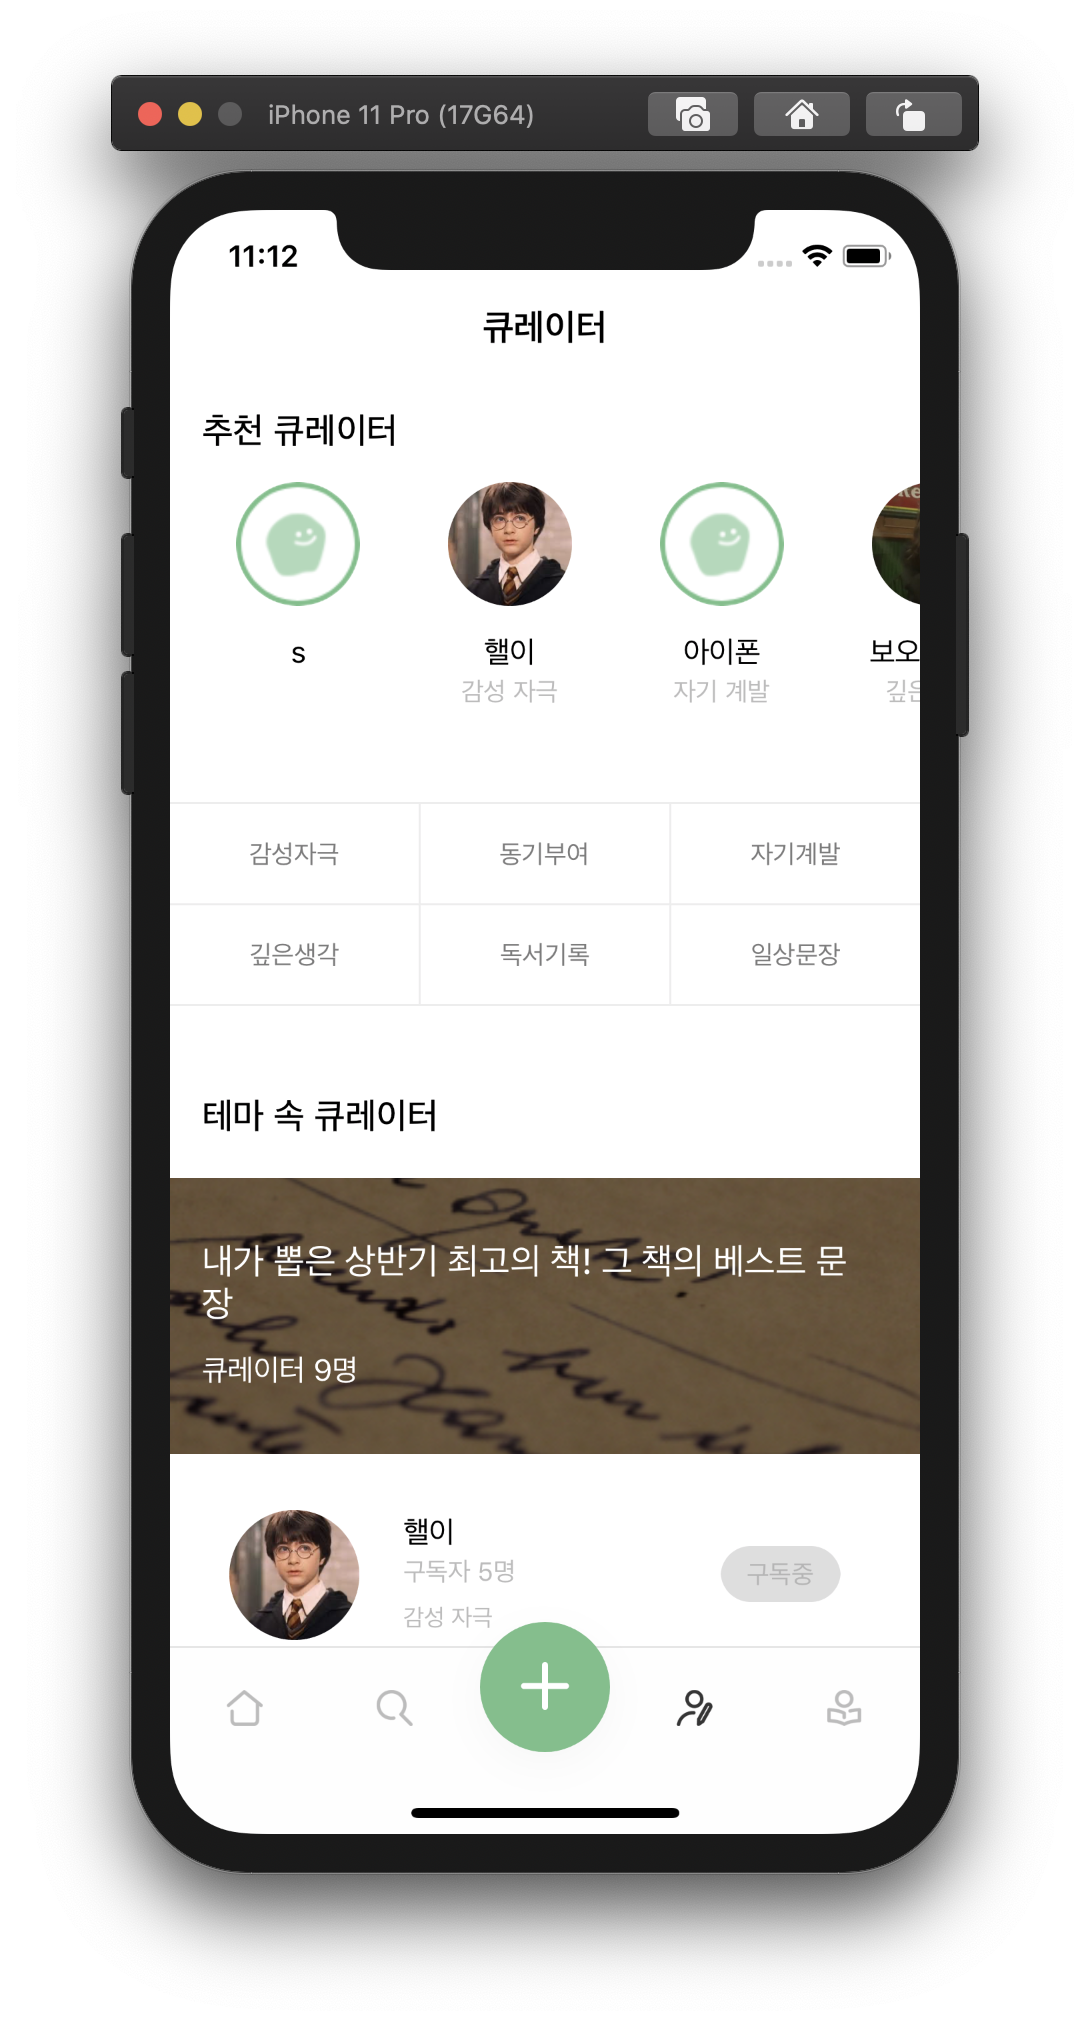 iPhone 11 Pro (17G64)
11:12
큐레이터
추천 큐레이터
s
핼이
아이폰
보오
감성 자극
자기 계발
깊은
감성자극
동기부여
자기계발
깊은생각
독서기록
일상문장
테마 속 큐레이터
내가 뽑은 상반기 최고의 책! 그 책의 베스트 문
장
큐레이터 9명
핼이
구독자 5명
감성 자극
구독중